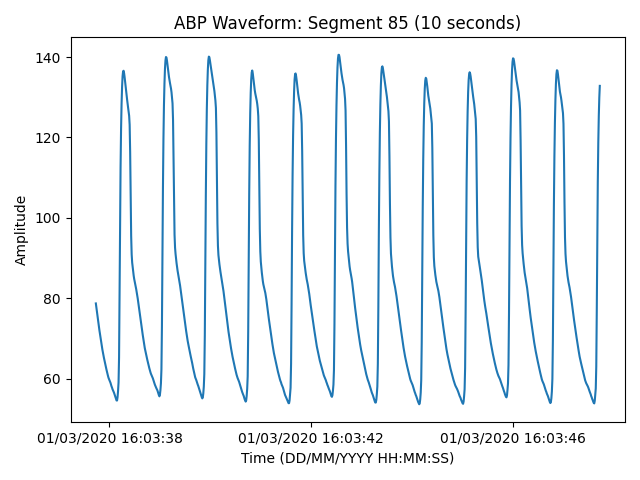 ABP Waveform: Segment 85 (10 seconds)
140
120
100
80
60
Amplitude
01/03/2020 16:03:38
01/03/2020 16:03:42
01/03/2020 16:03:46
Time (DD/MM/YYYY HH:MM:SS)